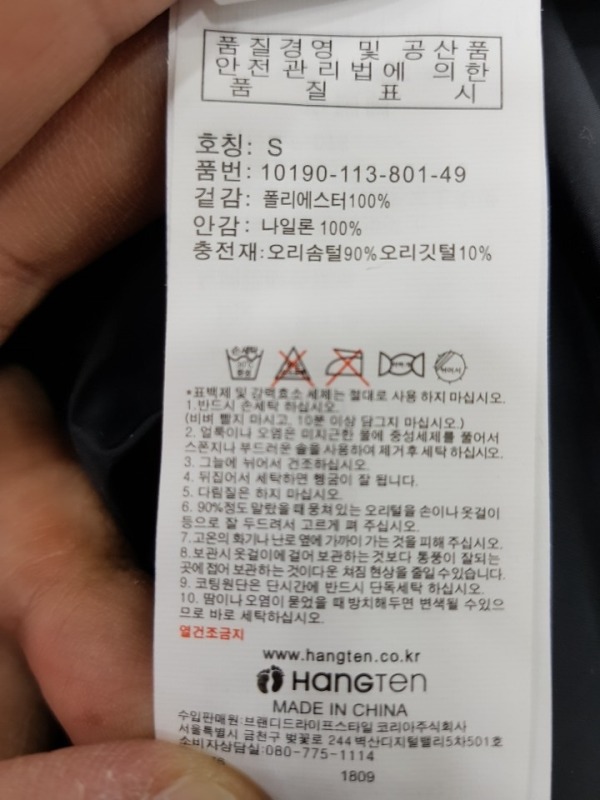 품질경영 및 공산품
안전관리법에 의한
품 질 표 시
호칭: S
품번: 10190-113-801-49
겉감: 폴리에스터100%
안감: 나일론 100%
충전재:오리솜털90%오리깃털10%
손세탁
30℃
중성
*표백제 및 강력효소 세제는 절대로 사용 하지 마십시오.
1.반드시 손세탁 하십시오.
(비벼 빨지 마시고, 10분 이상 담그지 마십시오.)
2. 얼룩이나 오염은 미지근한 물에 중성세제를 풀어서
스폰지나 부드러운 솔을 사용하여 제거후 세탁 하십시오.
3. 그늘에 뉘어서 건조하십시오.
4. 뒤집어서 세탁하면 헹굼이 잘 됩니다.
5. 다림질은 하지 마십시오.
6. 90%정도 말랐을 때 뭉쳐있는 오리털을 손이나 옷걸이
등으로 잘 두드려서 고르게 펴 주십시오.
7.고온의 화기나 난로 옆에 가까이 가는 것을 피해 주십시오.
8.보관시 옷걸이에 걸어 보관하는 것보다 통풍이 잘되는
곳에 접어 보관하는 것이 다운 쳐짐 현상을 줄일 수 있습니다.
9. 코팅원단은 단시간에 반드시 단독세탁 하십시오.
10. 땀이나 오염이 묻었을 때 방치해두면 변색될 수 있으
므로 바로 세탁하십시오.
열건조금지
www.hangten.co.kr
HANGTEN
MADE IN CHINA
수입판매원:브랜디드라이프스타일 코리아주식회사
서울특별시 금천구 벚꽃로 244 벽산디지털밸리5차501호
소비자상담실:080-775-1114
1809